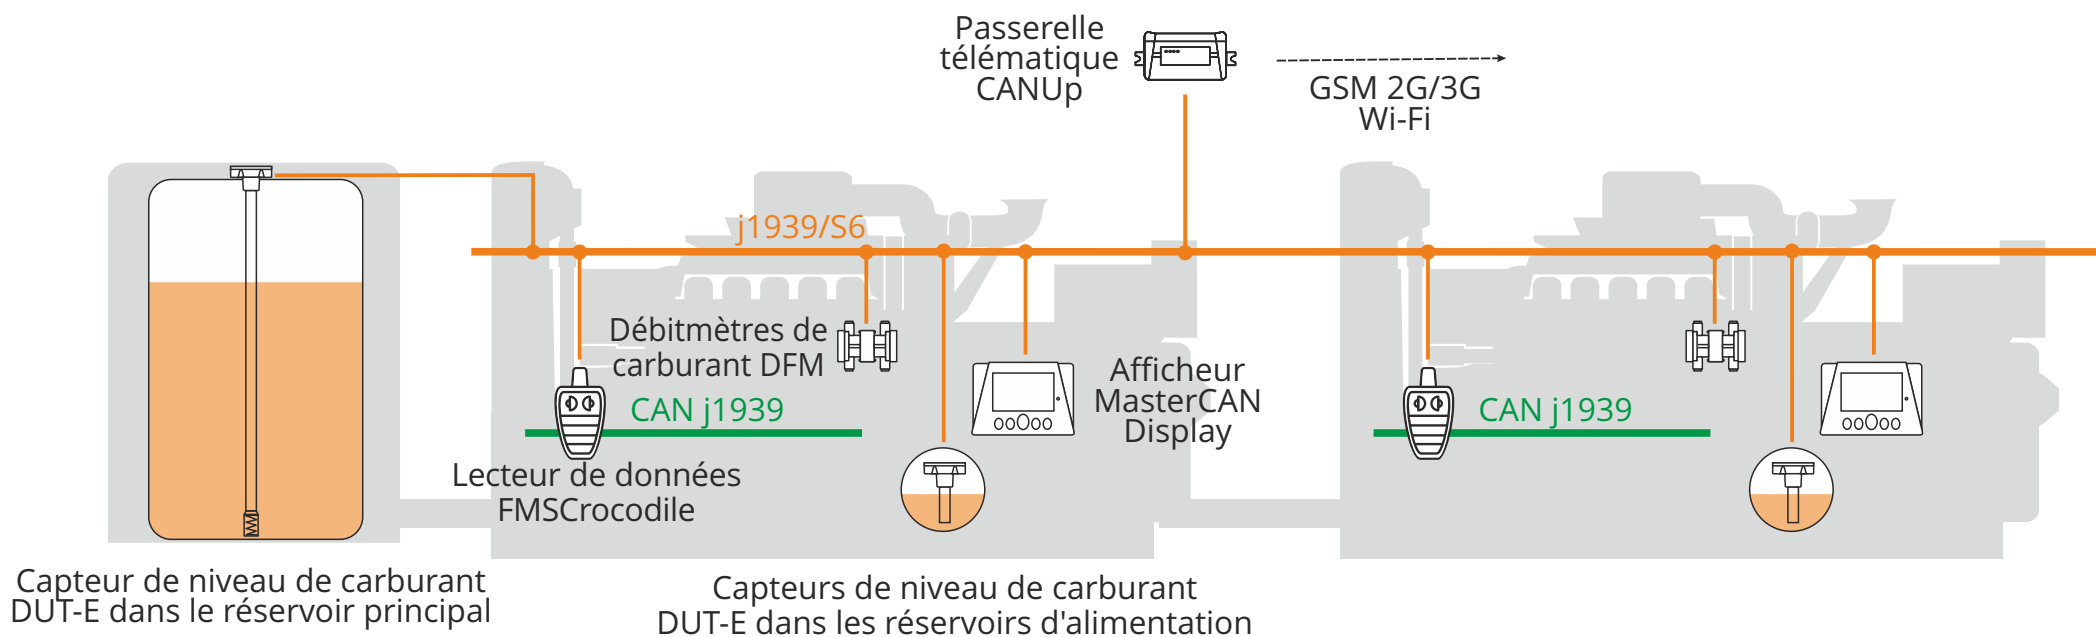 Passerelle
télématique
CANUp
GSM 2G/3G
Wi-Fi
j1939/S6
Débitmètres de
carburant DFM
CAN j1939
Afficheur
MasterCAN
Display
CAN j1939
Lecteur de données
FMSCrocodile
Capteur de niveau de carburant
DUT-E dans le réservoir principal
Capteurs de niveau de carburant
DUT-E dans les réservoirs d'alimentation